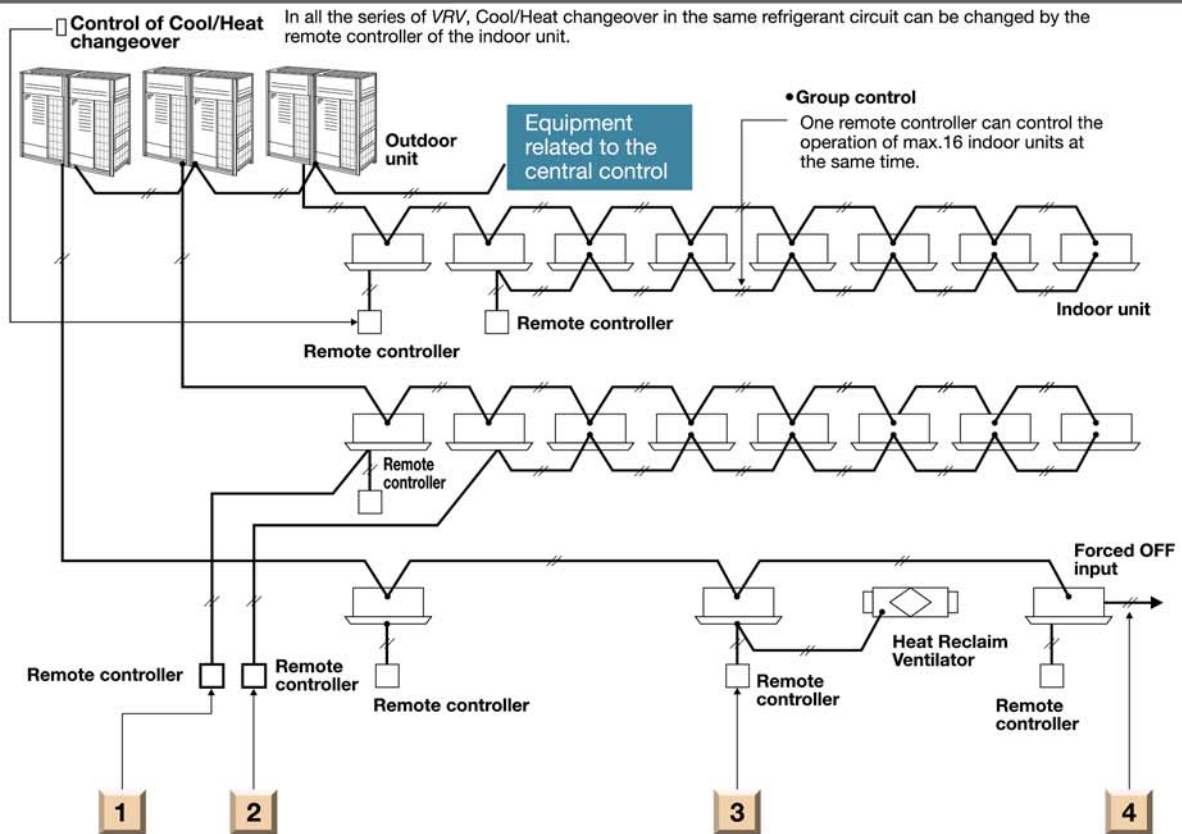 Control of Cool/Heat
changeover
In all the series of VRV, Cool/Heat changeover in the same refrigerant circuit can be changed by the
remote controller of the indoor unit.
Outdoor
unit
Equipment
related to the
central control
•Group control
One remote controller can control the
operation of max.16 indoor units at
the same time.
Indoor unit
Remote controller
Remote controller
Remote
controller
Forced OFF
input
Heat Reclaim
Ventilator
Remote controller
Remote
controller
Remote controller
Remote
controller
Remote
controller
1
2
3
4